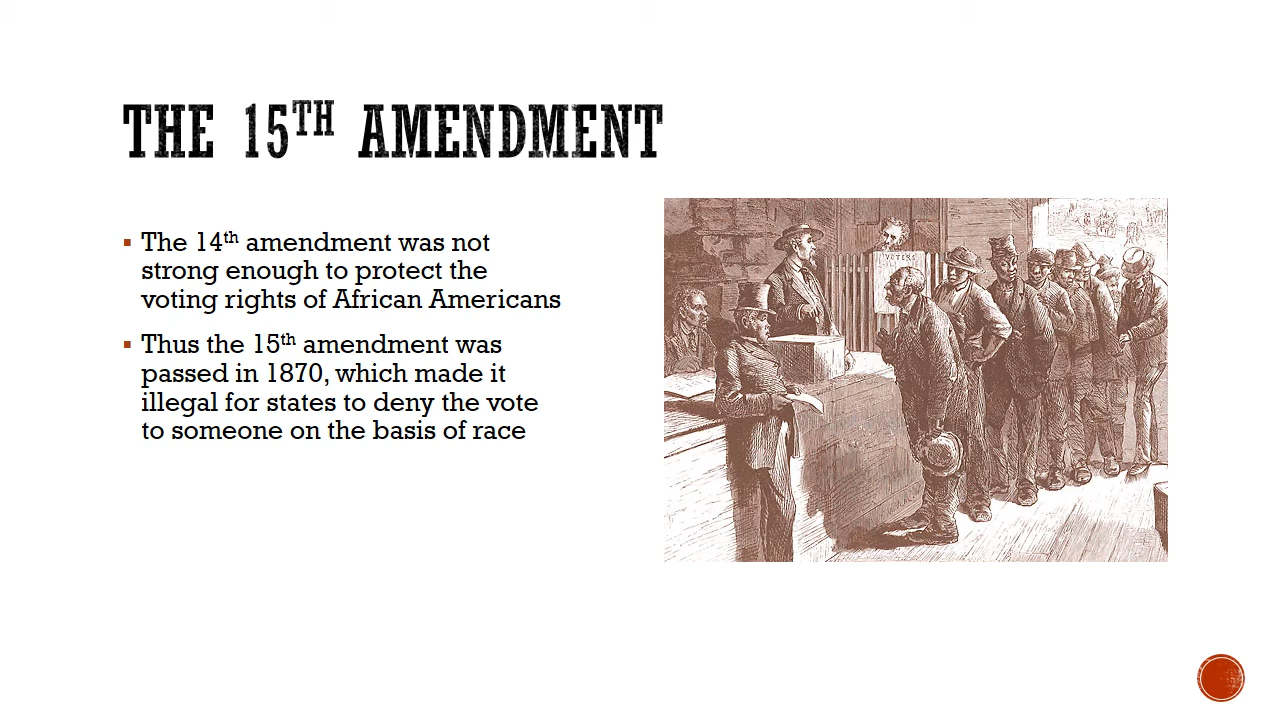 THE 15TH AMENDMENT
▪ The 14th amendment was not
strong enough to protect the
voting rights of African Americans
▪ Thus the 15th amendment was
passed in 1870, which made it
illegal for states to deny the vote
to someone on the basis of race
VOTERS